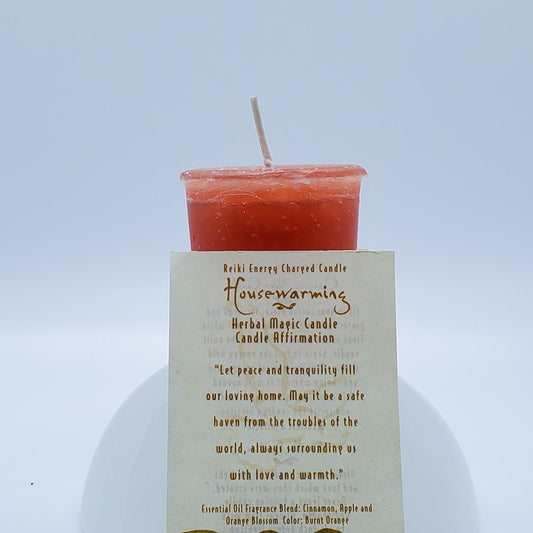 Reiki Energy Charged Candle
Housewarming
Herbal Magic Candle
Candle Affirmation
"Let peace and tranquility fill
our loving home. May it be a safe
haven from the troubles of the
world, always surrounding us
with love and warmth."
Essential Oil Fragrance Blend: Cinnamon, Apple and
Orange Blossom Color: Burnt Orange